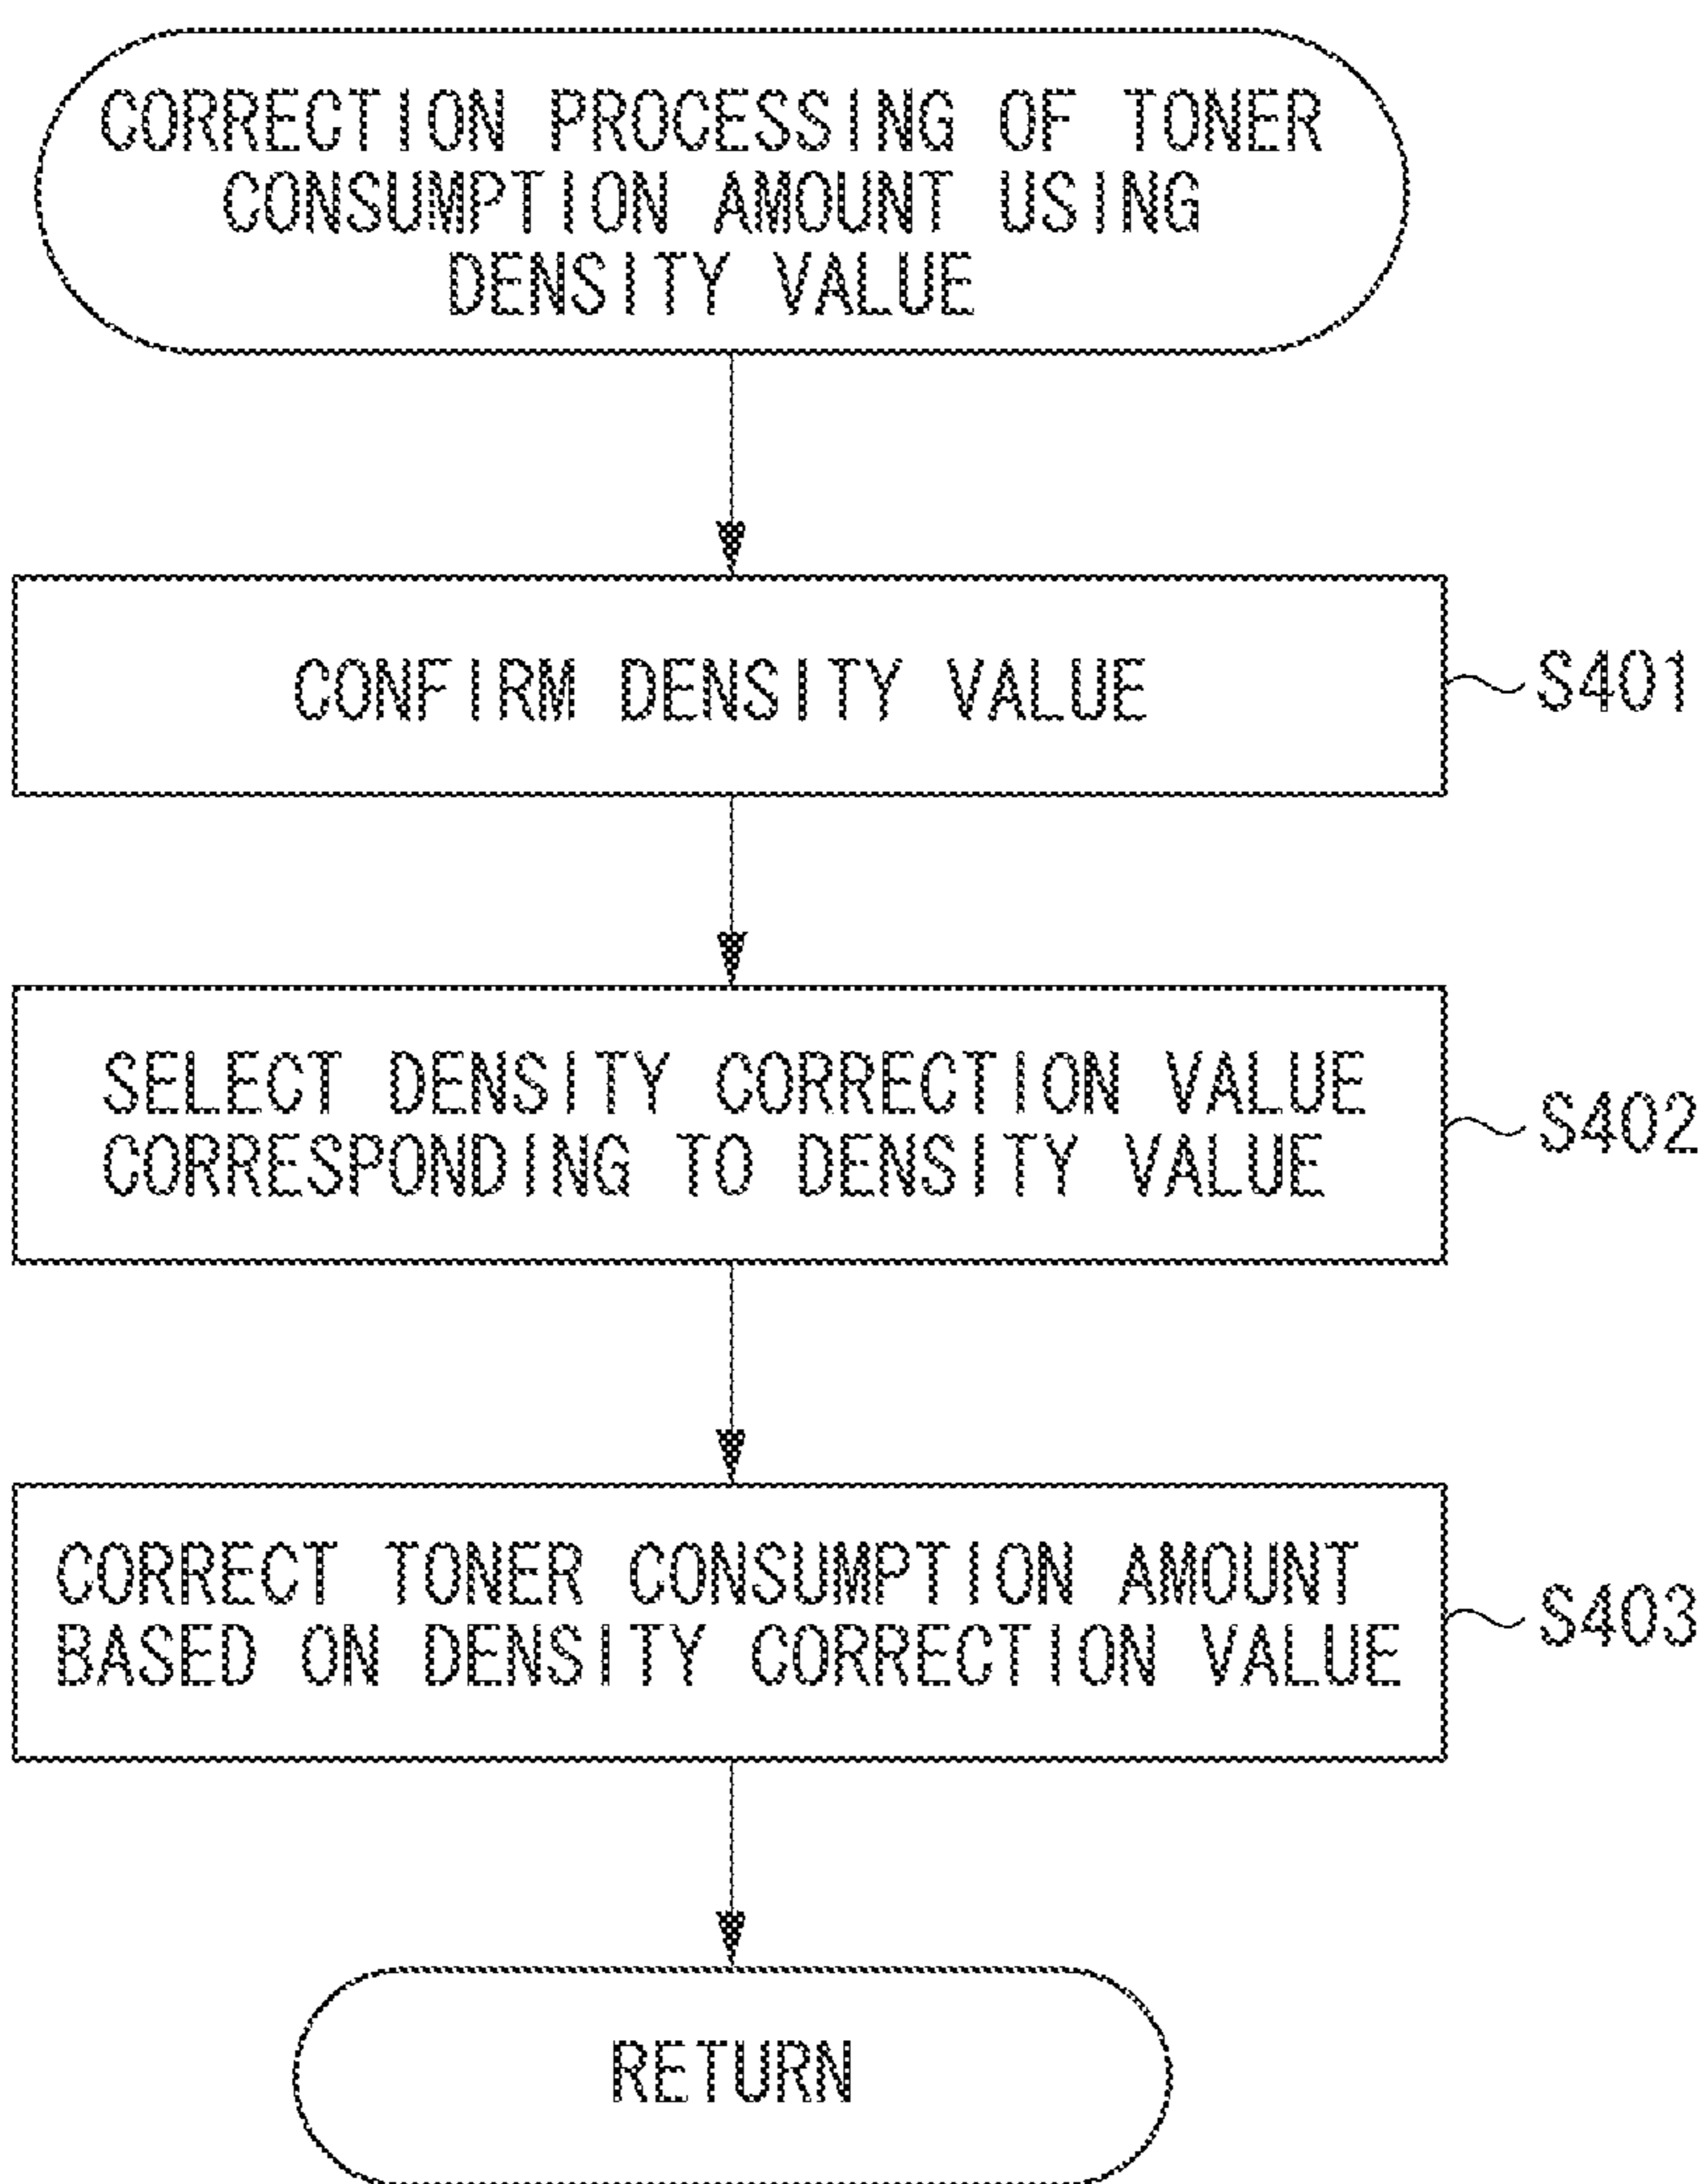 CORRECTION PROCESSING OF TONER
CONSUMPTION AMOUNT USING
DENSITY VALUE
CONFIRM DENSITY VALUE
S401
SELECT DENSITY CORRECTION VALUE
CORRESPONDING TO DENSITY VALUE
S402
CORRECT TONER CONSUMPTION AMOUNT
BASED ON DENSITY CORRECTION VALUE
S403
RETURN